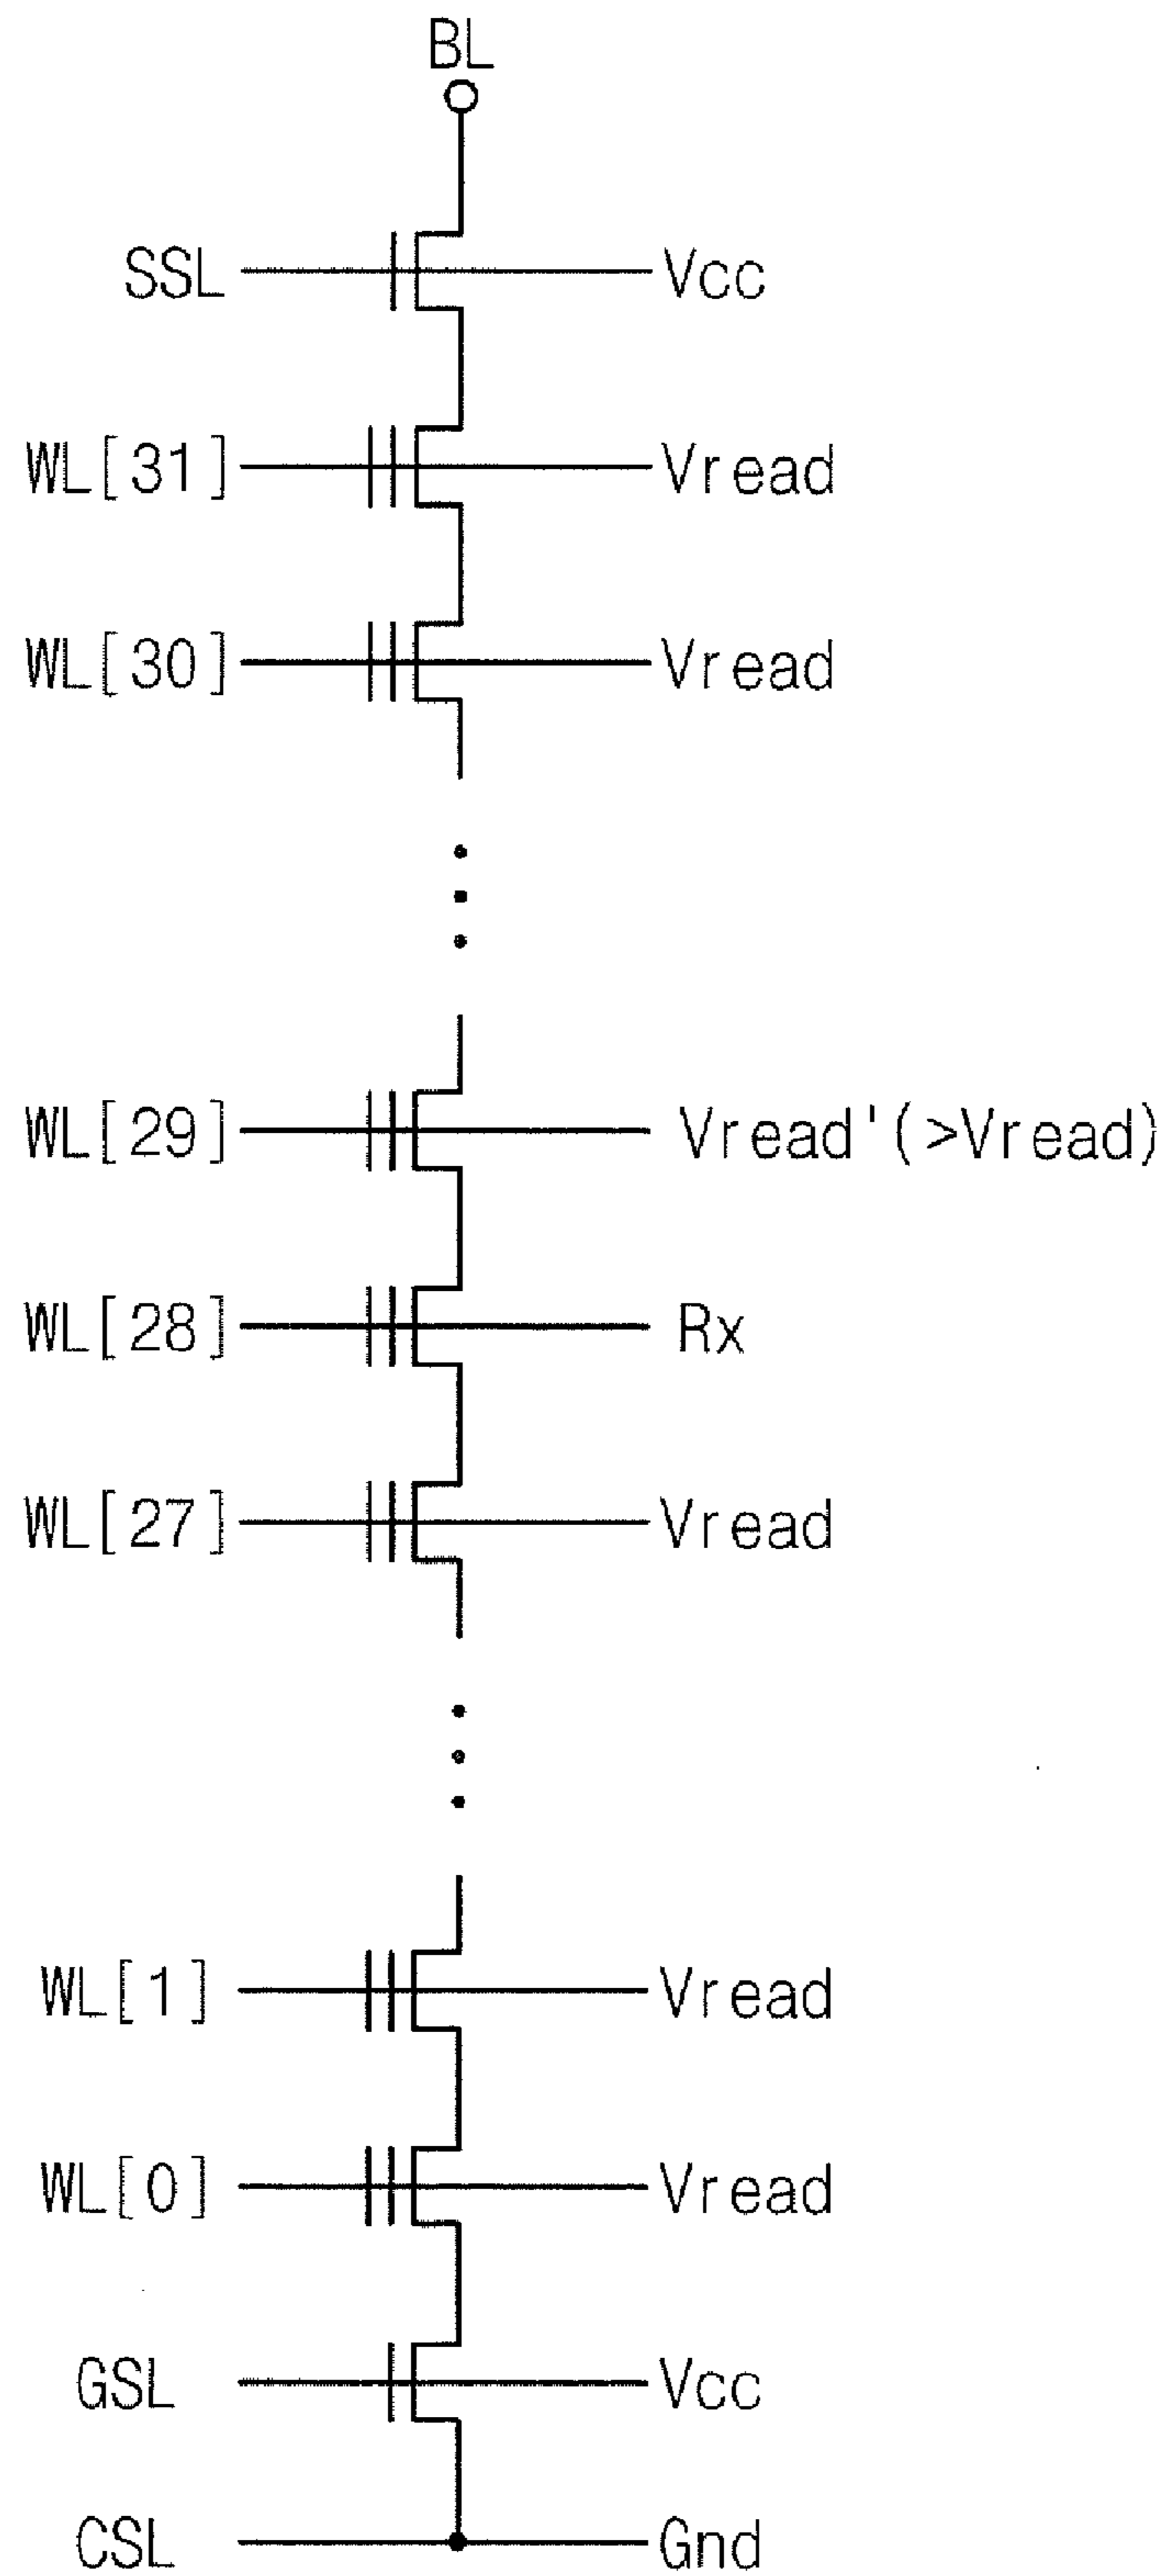 BL
SSL Vcc
WL[31] Vread
WL[30] Vread
WL[29] Vread'(>Vread)
WL[28] Rx
WL[27] Vread
WL[1] Vread
WL[0] Vread
GSL Vcc
CSL Gnd